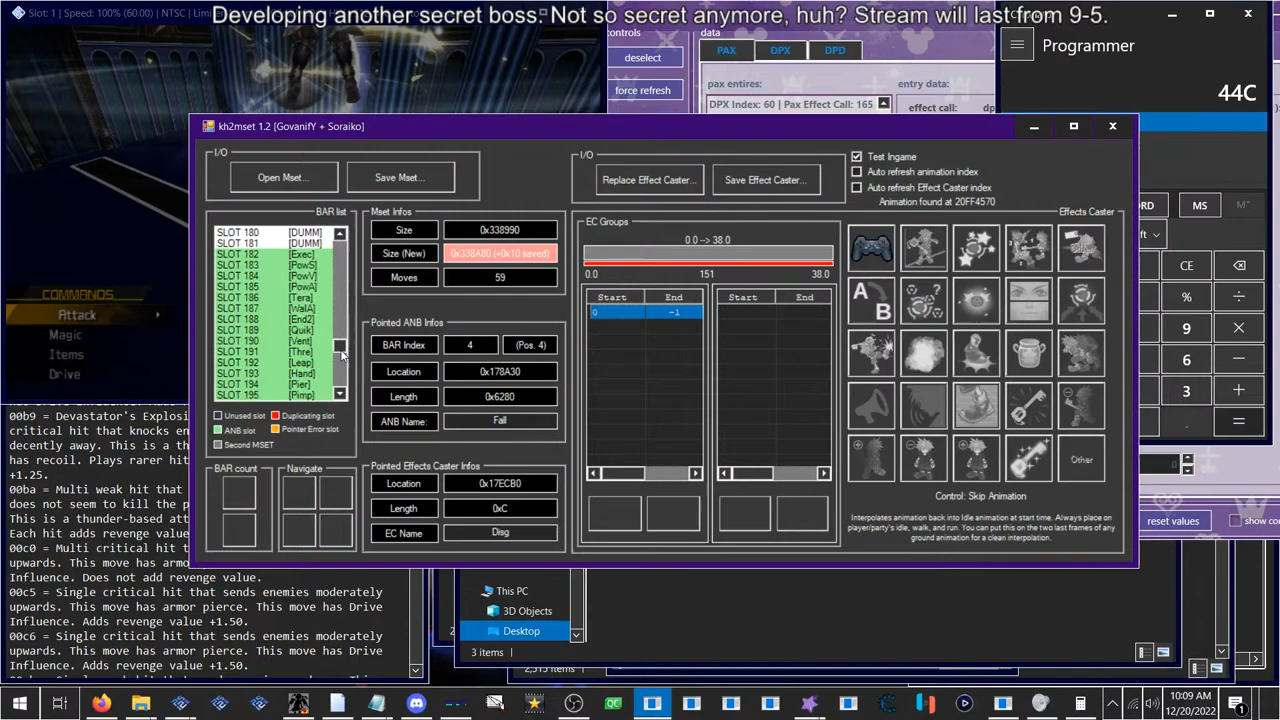 Slot: 1 | Speed: 100% (60.00) | NTSC | Limite
Developing another secret boss. Not so secret anymore, huh? Stream will last from 9-5.
controls
deselect
force refresh
data
PAX
DPX
DPD
pax entires:
entry data:
DPX Index: 60 | Pax Effect Call: 165
effect call:
Programmer
44C
MS
CE
%
9
6
3
kh2mset 1.2 [GovanifY + Soraiko]
I/O
Open Mset...
Save Mset...
I/O
Replace Effect Caster...
Save Effect Caster...
Test Ingame
Auto refresh animation index
Auto refresh Effect Caster index
Animation found at 20FF4570
BAR list
SLOT 180 [DUMM]
SLOT 181 [DUMM]
SLOT 182 [Exec]
SLOT 183 [PowS]
SLOT 184 [PowV]
SLOT 185 [PowA]
SLOT 186 [Tera]
SLOT 187 [WalA]
SLOT 188 [End2]
SLOT 189 [Quik]
SLOT 190 [Vent]
SLOT 191 [Thre]
SLOT 192 [Leap]
SLOT 193 [Hand]
SLOT 194 [Pier]
SLOT 195 [Pimp]
Unused slot
Duplicating slot
ANB slot
Pointer Error slot
Second MSET
BAR count
Navigate
Mset Infos
Size 0x338990
Size (New) 0x338A80 (+0x10 saved)
Moves 59
Pointed ANB Infos
BAR Index 4 (Pos. 4)
Location 0x178A30
Length 0x6280
ANB Name: Fall
Pointed Effects Caster Infos
Location 0x17ECB0
Length 0xC
EC Name Disg
EC Groups
0.0 --> 38.0
0.0 151 38.0
Start End
0 -1
Start End
Effects Caster
A B
Other
Control: Skip Animation
Interpolates animation back into Idle animation at start time. Always place on
player/party's idle, walk, and run. You can put this on the two last frames of any
ground animation for a clean interpolation.
COMMANDS
Attack
Magic
Items
Drive
00b9 = Devastator's Explosi
critical hit that knocks en
decently away. This is a th
has recoil. Plays rarer hit
+1.25.
00ba = Multi weak hit that
does not seem to kill the p
This is a thunder-based att
Each hit adds revenge value
00c0 = Multi critical hit t
upwards. This move has armo
Influence. Does not add revenge value.
00c5 = Single critical hit that sends enemies moderately
upwards. This move has armor pierce. This move has Drive
Influence. Adds revenge value +1.50.
00c6 = Single critical hit that sends enemies moderately
upwards. This move has armor pierce. This move has Drive
Influence. Adds revenge value +1.50.
This PC
3D Objects
Desktop
3 items
reset values
show co
10:09 AM
12/20/2022